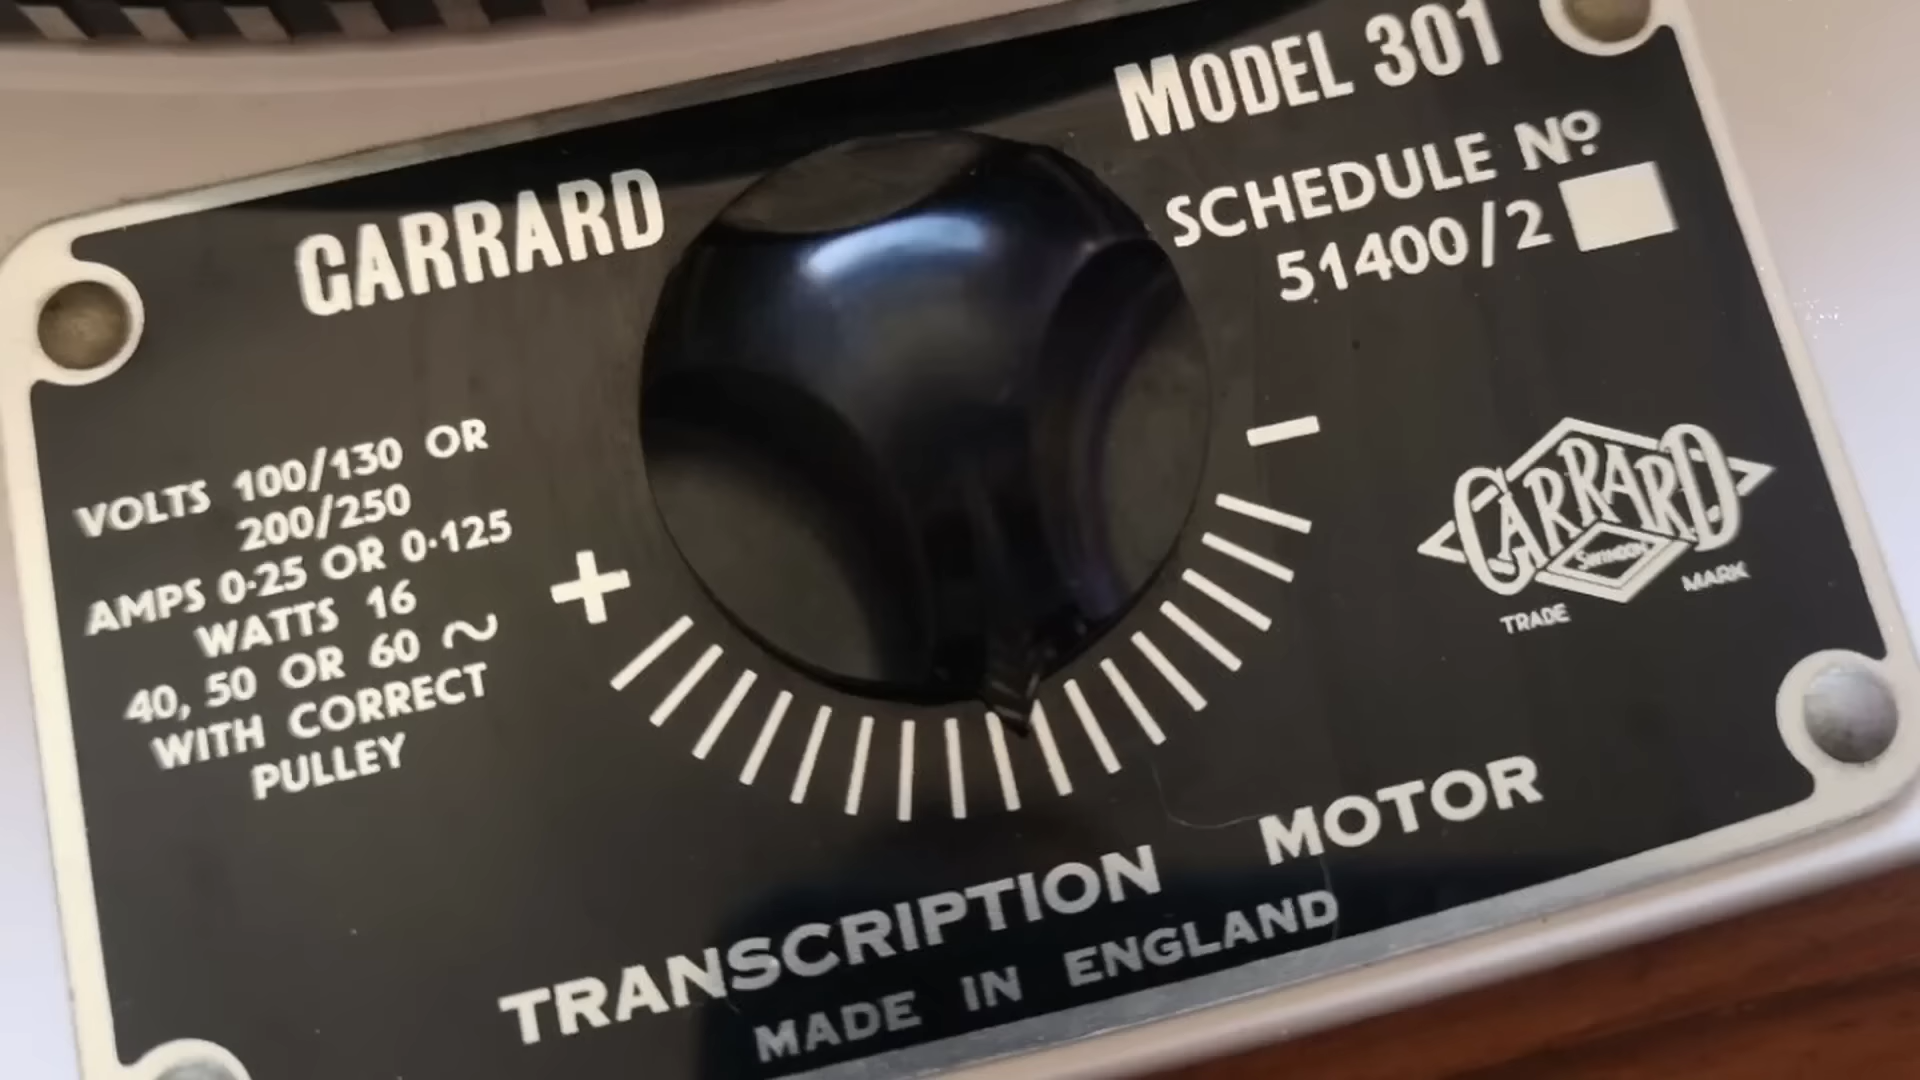 GARRARD
MODEL 301
SCHEDULE Nº
51400/2
VOLTS 100/130 OR
200/250
AMPS 0·25 OR 0·125
WATTS 16
40, 50 OR 60 ~
WITH CORRECT
PULLEY
+
−
GARRARD
SWINDON
TRADE MARK
TRANSCRIPTION MOTOR
MADE IN ENGLAND